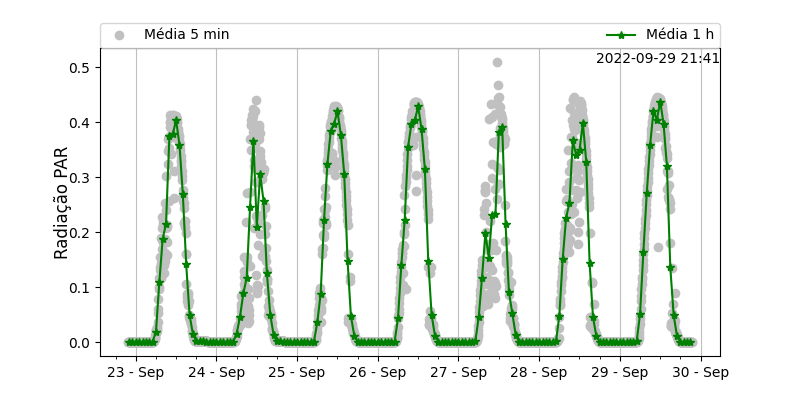 Média 5 min
Média 1 h
2022-09-29 21:41
Radiação PAR
0.5
0.4
0.3
0.2
0.1
0.0
23 - Sep
24 - Sep
25 - Sep
26 - Sep
27 - Sep
28 - Sep
29 - Sep
30 - Sep